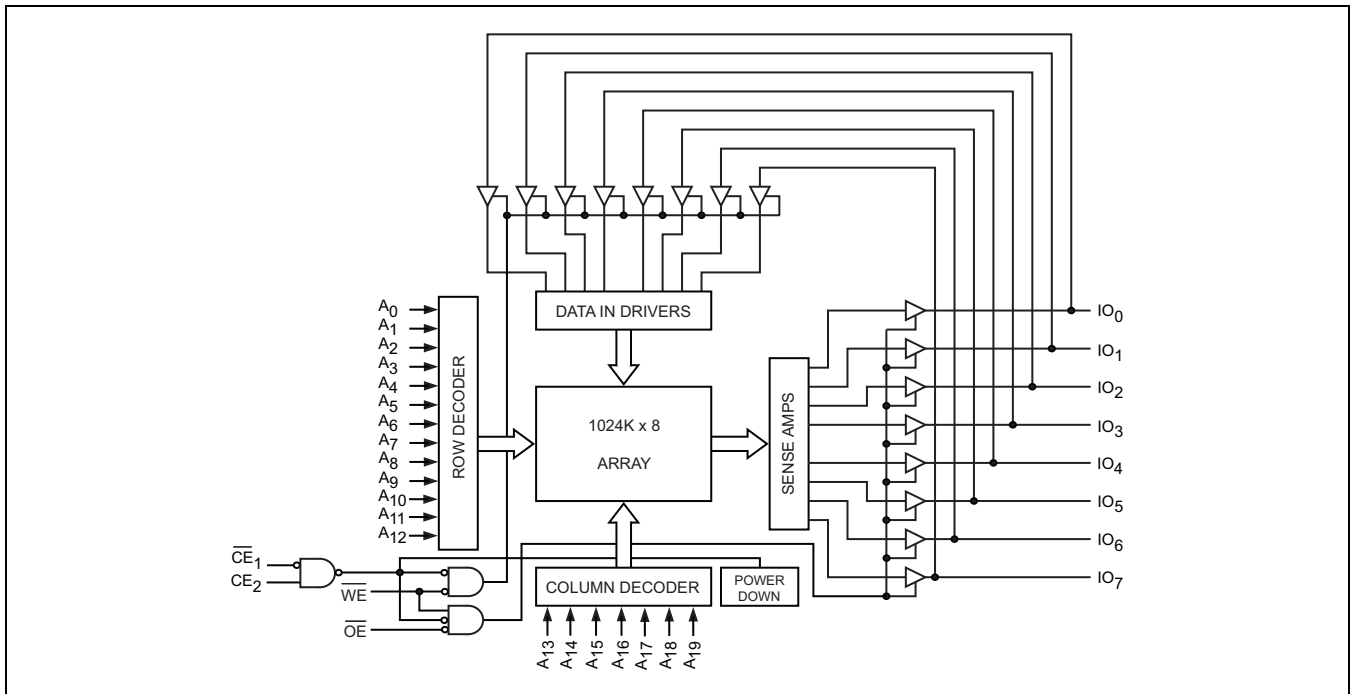 DATA IN DRIVERS
A0
A1
A2
A3
A4
A5
A6
A7
A8
A9
A10
A11
A12
ROW DECODER
1024K x 8
ARRAY
SENSE AMPS
IO0
IO1
IO2
IO3
IO4
IO5
IO6
IO7
CE1
CE2
WE
OE
COLUMN DECODER
POWER
DOWN
A13
A14
A15
A16
A17
A18
A19